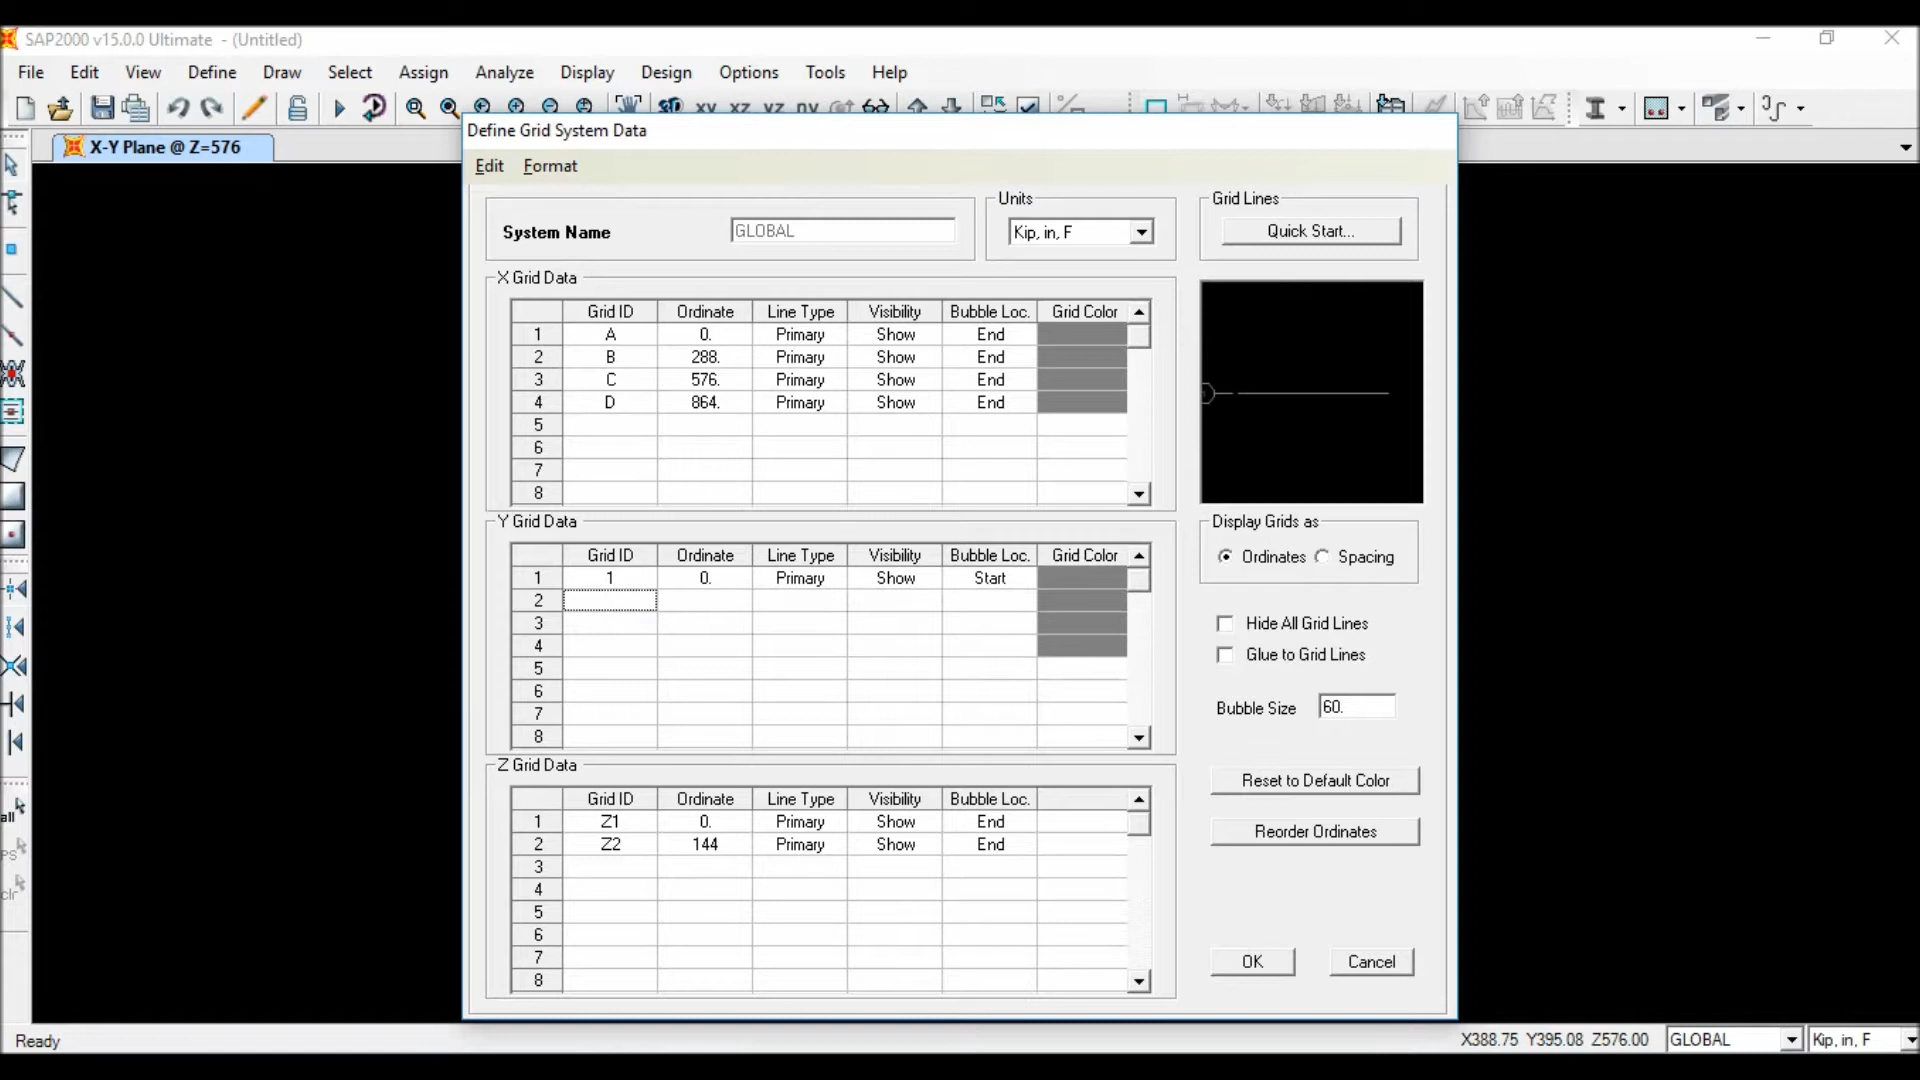 SAP2000 v15.0.0 Ultimate - (Untitled)
File Edit View Define Draw Select Assign Analyze Display Design Options Tools Help
xy xz yz nv
X-Y Plane @ Z=576
Define Grid System Data
Edit Format
System Name GLOBAL
Units
Kip, in, F
Grid Lines
Quick Start...
X Grid Data
Grid ID Ordinate Line Type Visibility Bubble Loc. Grid Color
1 A 0. Primary Show End
2 B 288. Primary Show End
3 C 576. Primary Show End
4 D 864. Primary Show End
5
6
7
8
Y Grid Data
Grid ID Ordinate Line Type Visibility Bubble Loc. Grid Color
1 1 0. Primary Show Start
2
3
4
5
6
7
8
Display Grids as
Ordinates Spacing
Hide All Grid Lines
Glue to Grid Lines
Bubble Size 60.
Z Grid Data
Grid ID Ordinate Line Type Visibility Bubble Loc.
1 Z1 0. Primary Show End
2 Z2 144 Primary Show End
3
4
5
6
7
8
Reset to Default Color
Reorder Ordinates
OK Cancel
all
PS
clr
Ready
X388.75 Y395.08 Z576.00 GLOBAL Kip, in, F